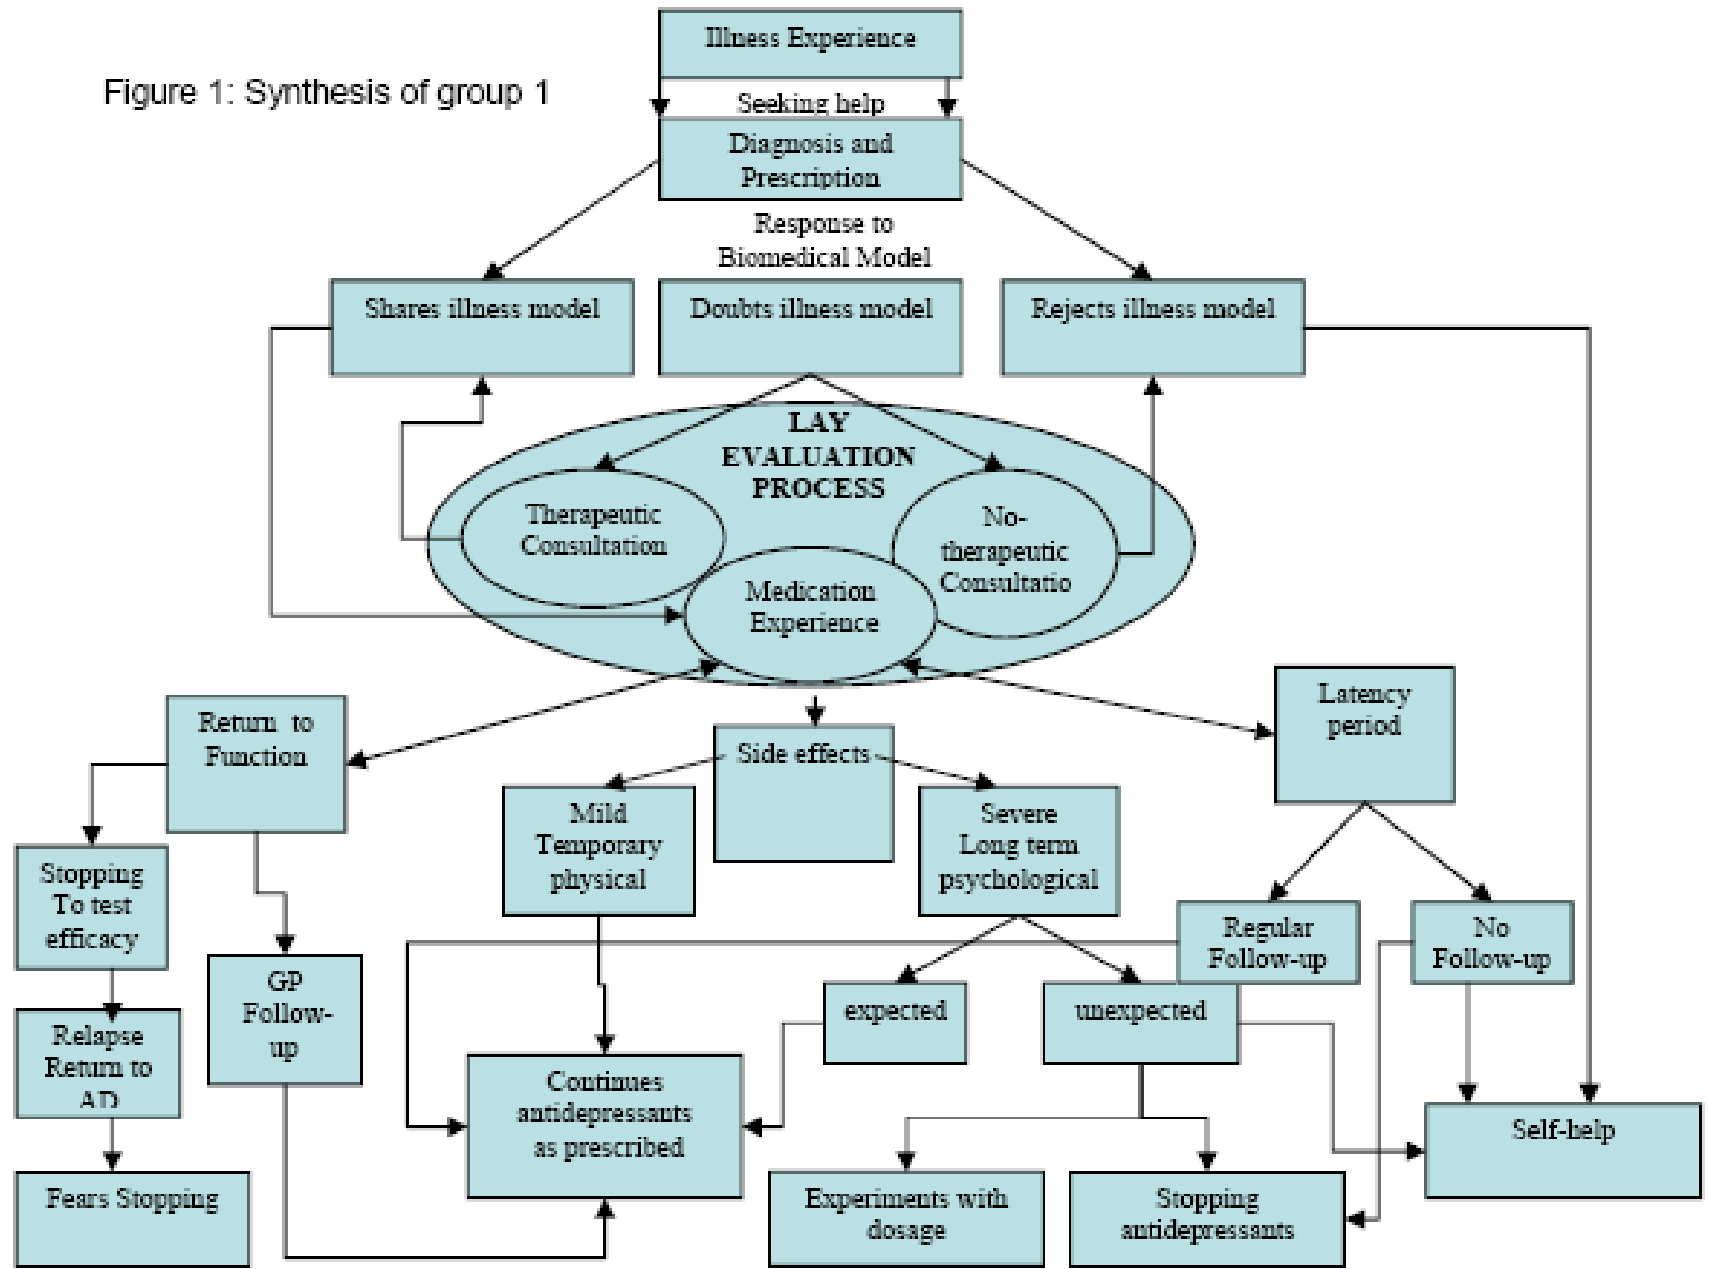 Illness Experience
Figure 1: Synthesis of group 1
Seeking help
Diagnosis and
Prescription
Response to
Biomedical Model
Shares illness model
Doubts illness model
Rejects illness model
LAY
EVALUATION
PROCESS
Therapeutic
Consultation
No-
therapeutic
Consultatio
Medication
Experience
Return to
Function
Side effects
Latency
period
Mild
Temporary
physical
Severe
Long term
psychological
Stopping
To test
efficacy
GP
Follow-
up
Regular
Follow-up
No
Follow-up
expected
unexpected
Relapse
Return to
AD
Continues
antidepressants
as prescribed
Self-help
Fears Stopping
Experiments with
dosage
Stopping
antidepressants